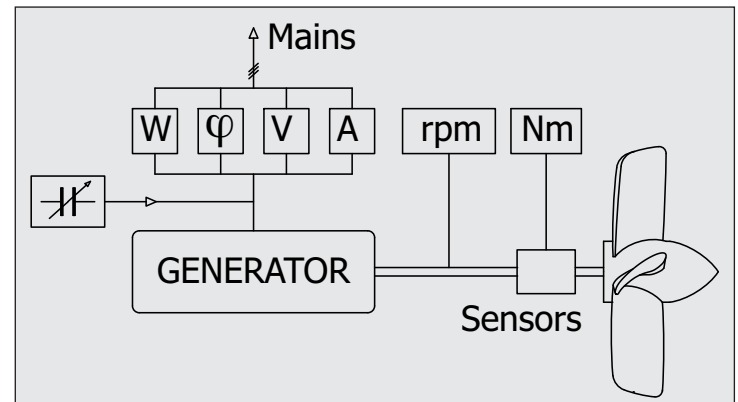 Mains
W φ V A rpm Nm
GENERATOR
Sensors